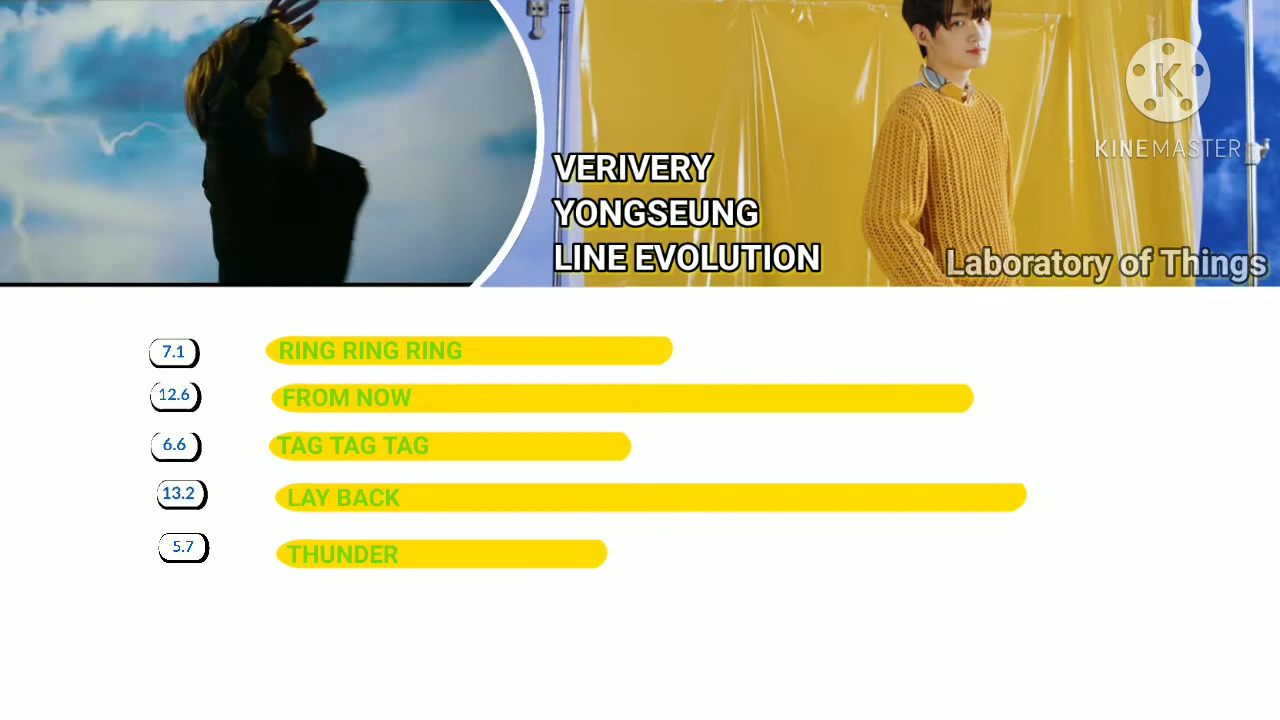 K
KINEMASTER
VERIVERY
YONGSEUNG
LINE EVOLUTION
Laboratory of Things
7.1 RING RING RING
12.6 FROM NOW
6.6 TAG TAG TAG
13.2 LAY BACK
5.7 THUNDER